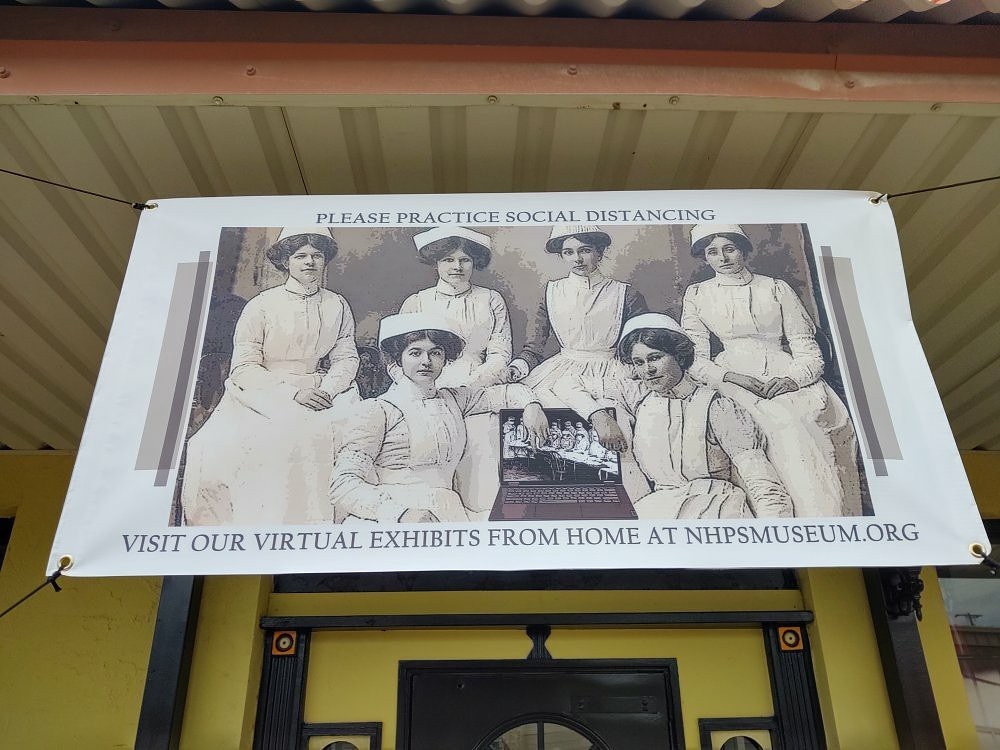 PLEASE PRACTICE SOCIAL DISTANCING
VISIT OUR VIRTUAL EXHIBITS FROM HOME AT NHPSMUSEUM.ORG